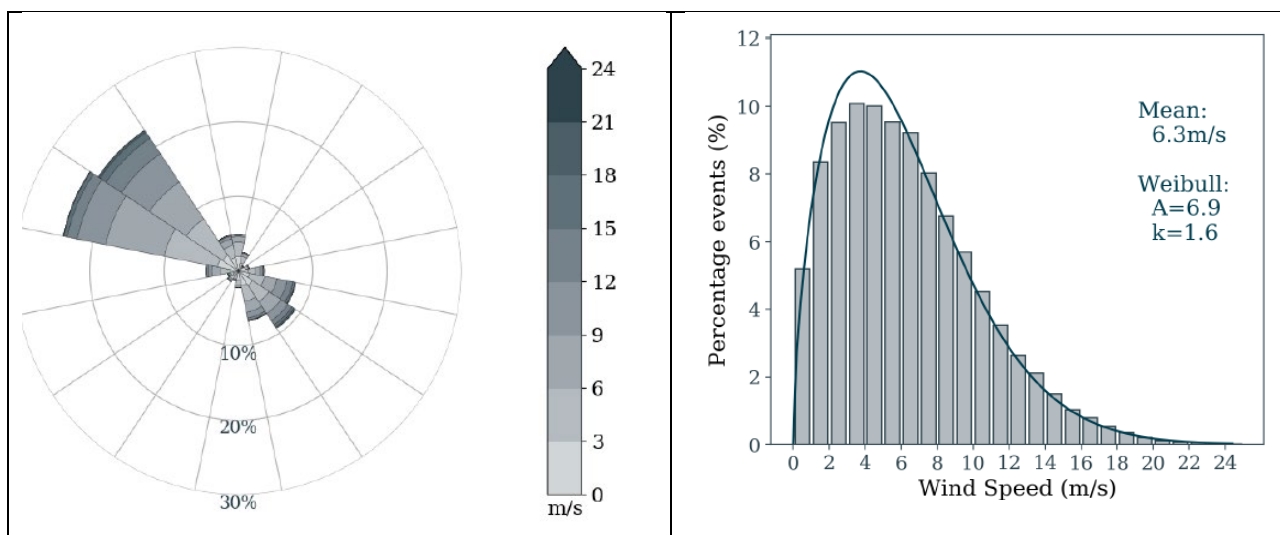 10%
20%
30%
24
21
18
15
12
9
6
3
0
m/s
12
10
8
6
4
2
0
Percentage events (%)
Mean:
6.3m/s
Weibull:
A=6.9
k=1.6
0 2 4 6 8 10 12 14 16 18 20 22 24
Wind Speed (m/s)